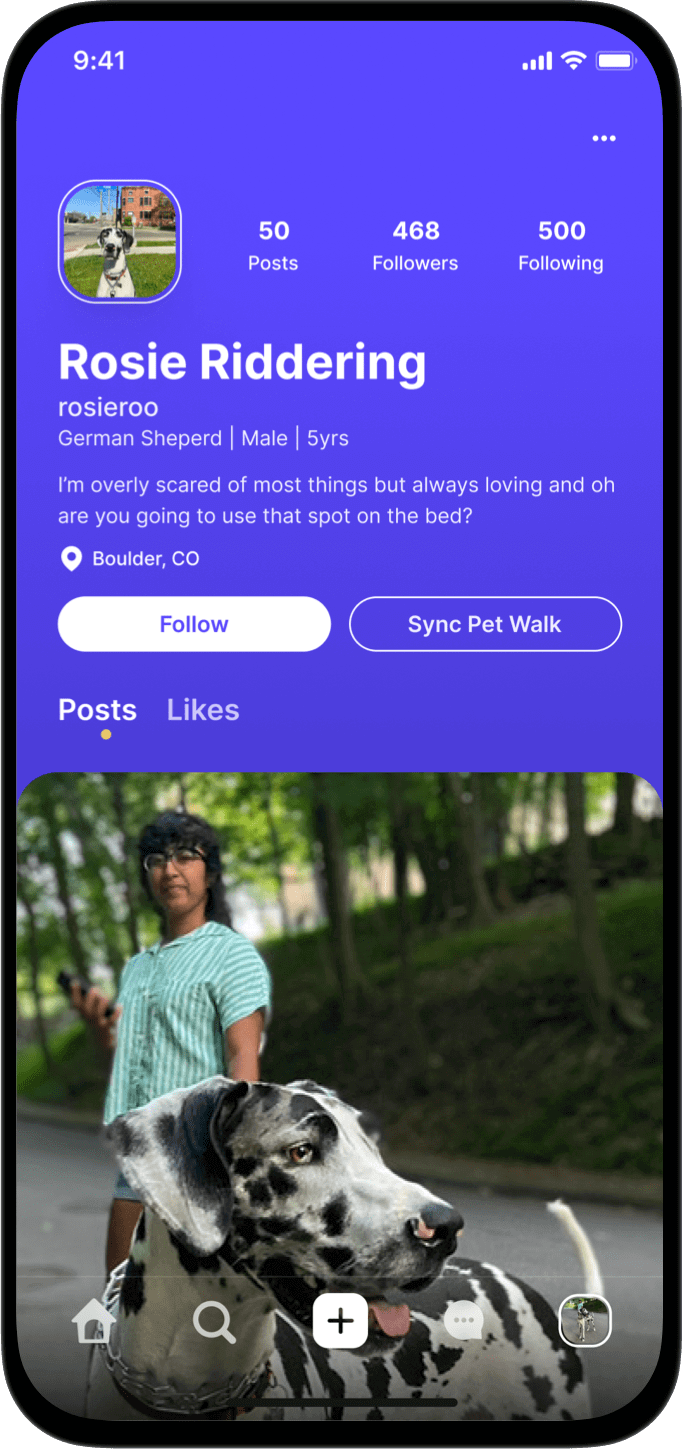 9:41
50 468 500
Posts Followers Following
Rosie Riddering
rosieroo
German Sheperd | Male | 5yrs
I'm overly scared of most things but always loving and oh
are you going to use that spot on the bed?
Boulder, CO
Follow Sync Pet Walk
Posts Likes